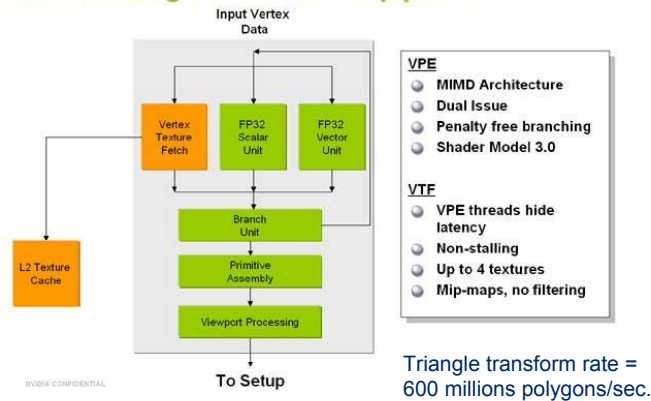 Input Vertex
Data
Vertex
Texture
Fetch
FP32
Scalar
Unit
FP32
Vector
Unit
Branch
Unit
L2 Texture
Cache
Primitive
Assembly
Viewport Processing
To Setup
VPE
MIMD Architecture
Dual Issue
Penalty free branching
Shader Model 3.0
VTF
VPE threads hide
latency
Non-stalling
Up to 4 textures
Mip-maps, no filtering
Triangle transform rate =
600 millions polygons/sec.
NVIDIA CONFIDENTIAL